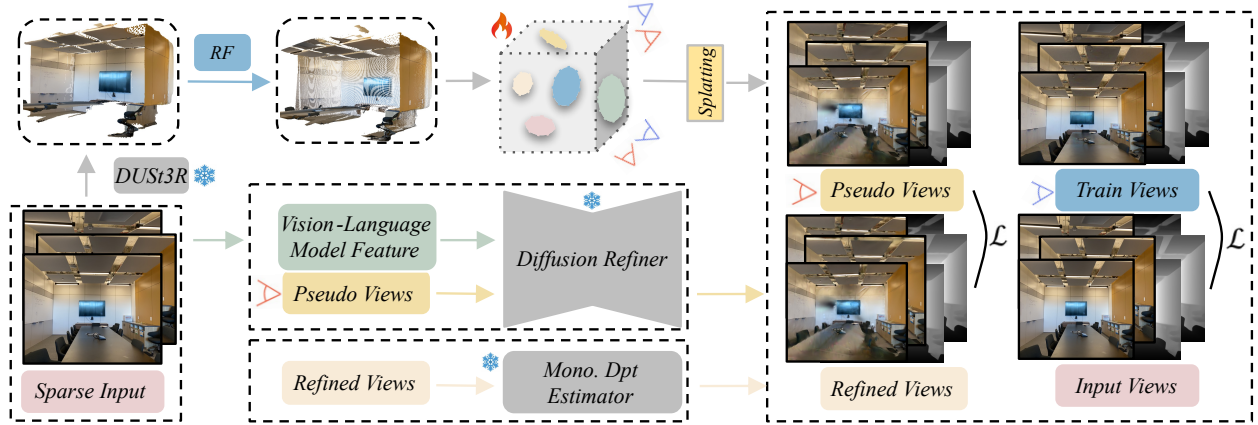 RF
Splatting
DUSt3R
Sparse Input
Vision-Language
Model Feature
Pseudo Views
Diffusion Refiner
Refined Views
Mono. Dpt
Estimator
Pseudo Views
Train Views
ℒ
ℒ
Refined Views
Input Views